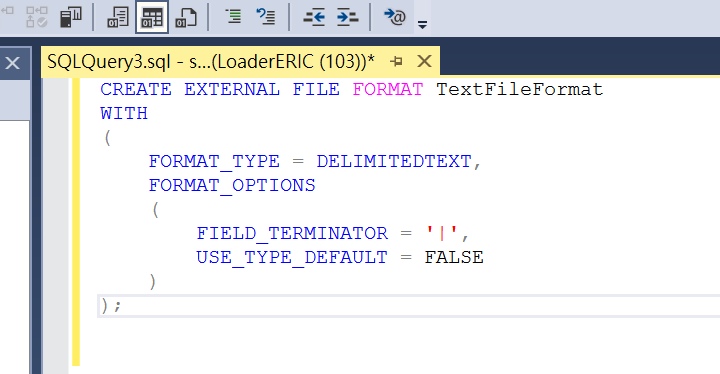 SQLQuery3.sql - s...(LoaderERIC (103))*
CREATE EXTERNAL FILE FORMAT TextFileFormat
WITH
(
FORMAT_TYPE = DELIMITEDTEXT,
FORMAT_OPTIONS
(
FIELD_TERMINATOR = '|',
USE_TYPE_DEFAULT = FALSE
)
);